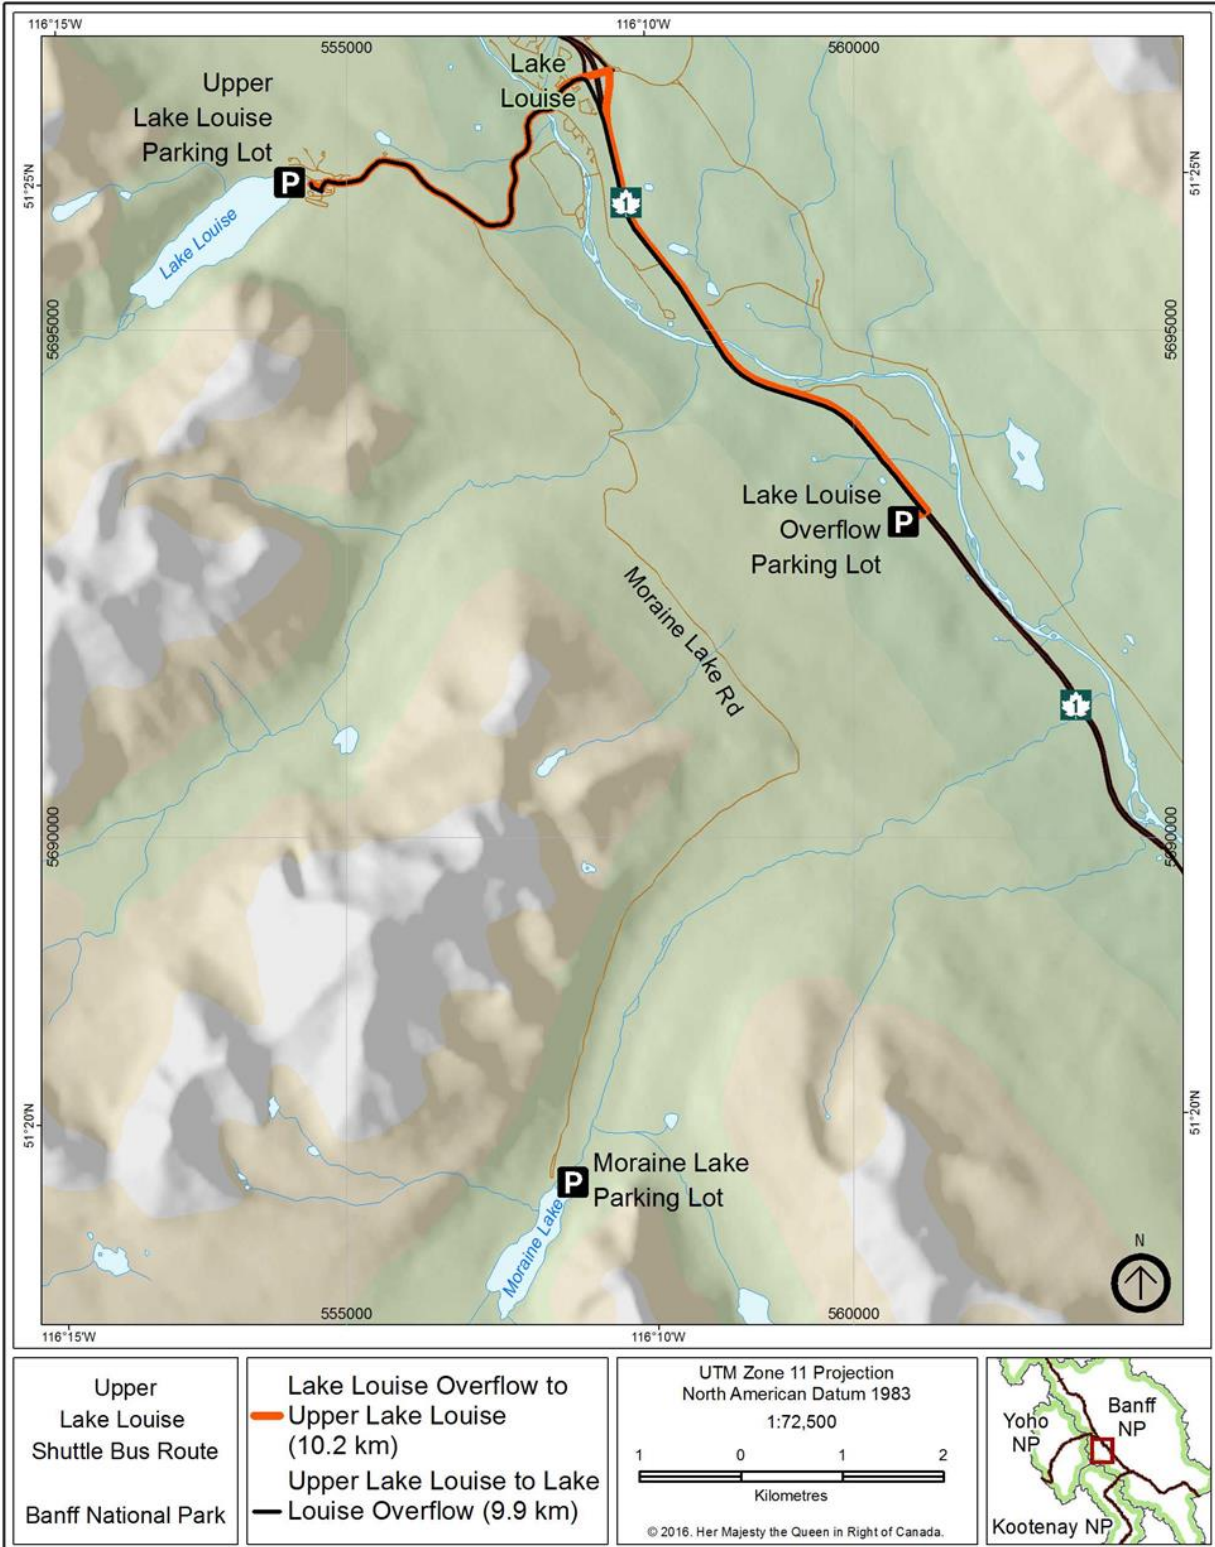 116°15'W
116°10'W
555000
560000
Lake
Louise
Upper
Lake Louise
Parking Lot
P
51°25'N
51°25'N
1
Lake Louise
5695000
5695000
Lake Louise
Overflow
Parking Lot
P
Moraine Lake Rd
1
5690000
5690000
51°20'N
51°20'N
P
Moraine Lake
Parking Lot
Moraine Lake
N
555000
560000
116°15'W
116°10'W
Upper
Lake Louise
Shuttle Bus Route
Banff National Park
Lake Louise Overflow to
Upper Lake Louise
(10.2 km)
Upper Lake Louise to Lake
Louise Overflow (9.9 km)
UTM Zone 11 Projection
North American Datum 1983
1:72,500
1 0 1 2
Kilometres
© 2016. Her Majesty the Queen in Right of Canada.
Yoho
NP
Banff
NP
Kootenay NP